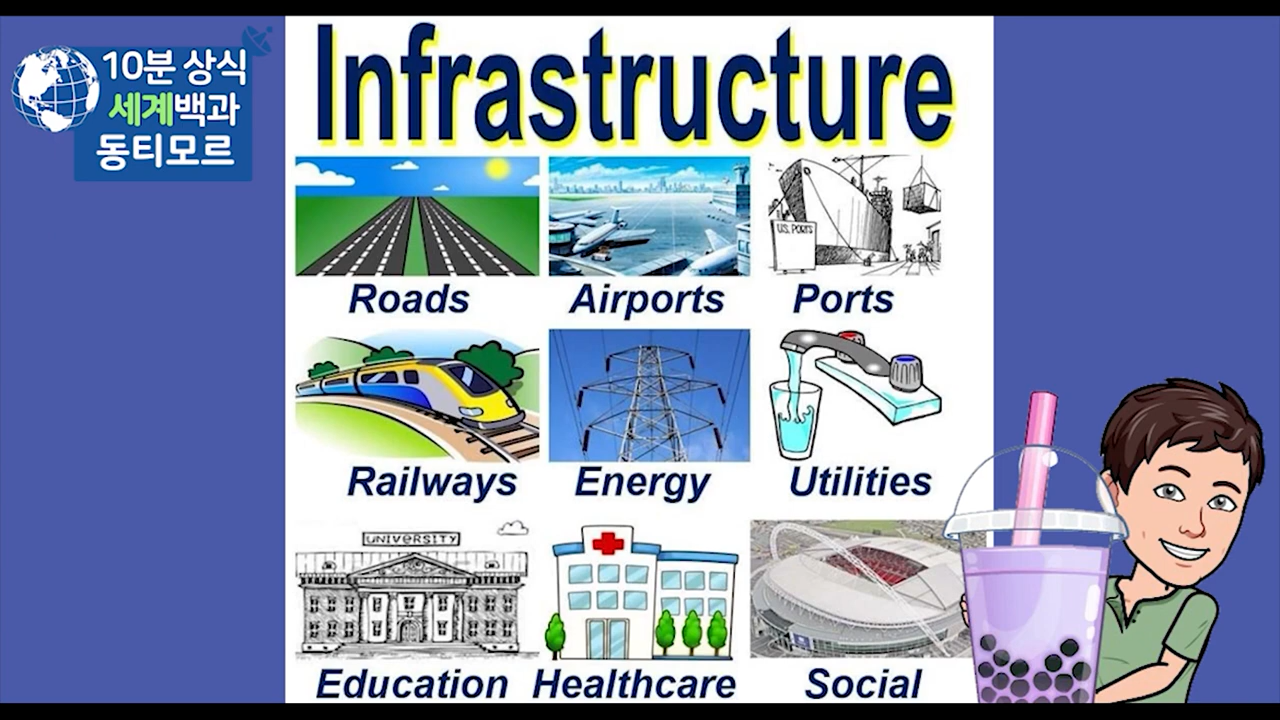 10분 상식
세계백과
동티모르
Infrastructure
Roads
Airports
U.S. PORTS
Ports
Railways
Energy
Utilities
UNIVERSITY
Education
Healthcare
Social